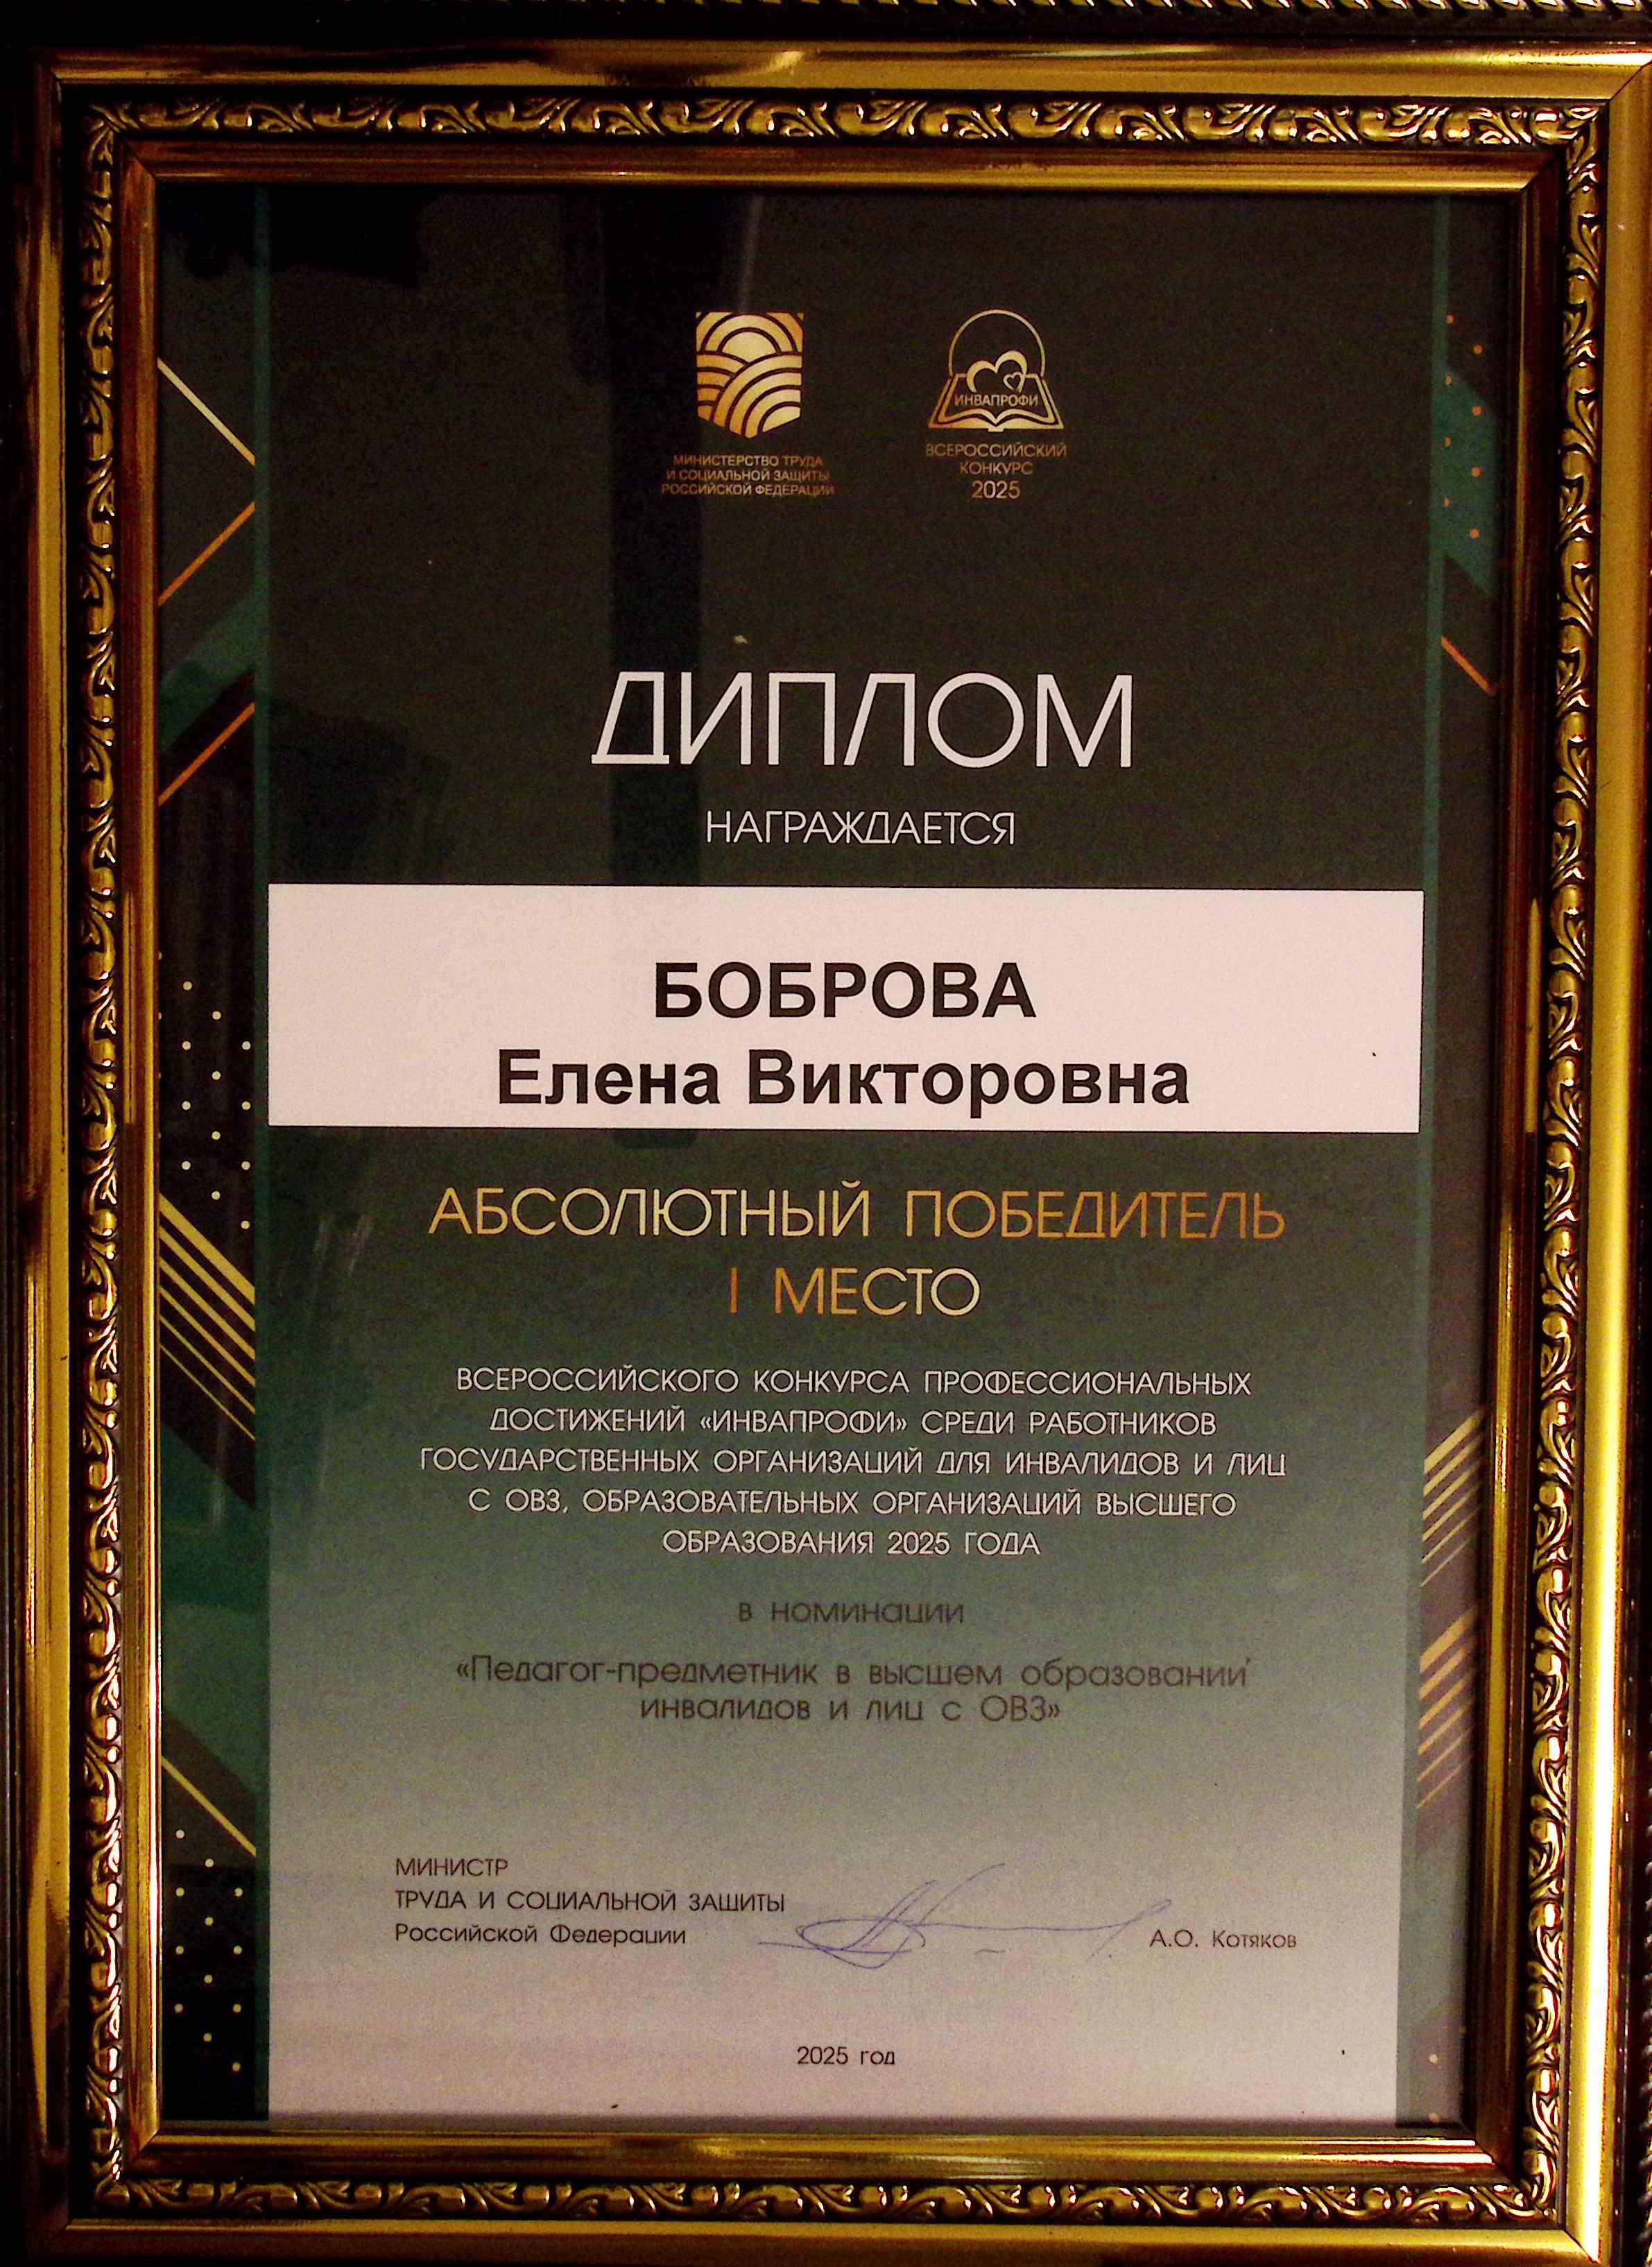 МИНИСТЕРСТВО ТРУДА
И СОЦИАЛЬНОЙ ЗАЩИТЫ
РОССИЙСКОЙ ФЕДЕРАЦИИ
ИНВАПРОФИ
ВСЕРОССИЙСКИЙ
КОНКУРС
2025
ДИПЛОМ
НАГРАЖДАЕТСЯ
БОБРОВА
Елена Викторовна
АБСОЛЮТНЫЙ ПОБЕДИТЕЛЬ
I МЕСТО
ВСЕРОССИЙСКОГО КОНКУРСА ПРОФЕССИОНАЛЬНЫХ
ДОСТИЖЕНИЙ «ИНВАПРОФИ» СРЕДИ РАБОТНИКОВ
ГОСУДАРСТВЕННЫХ ОРГАНИЗАЦИЙ ДЛЯ ИНВАЛИДОВ И ЛИЦ
С ОВЗ, ОБРАЗОВАТЕЛЬНЫХ ОРГАНИЗАЦИЙ ВЫСШЕГО
ОБРАЗОВАНИЯ 2025 ГОДА
в номинации
«Педагог-предметник в высшем образовании
инвалидов и лиц с ОВЗ»
МИНИСТР
ТРУДА И СОЦИАЛЬНОЙ ЗАЩИТЫ
Российской Федерации
А.О. Котяков
2025 год